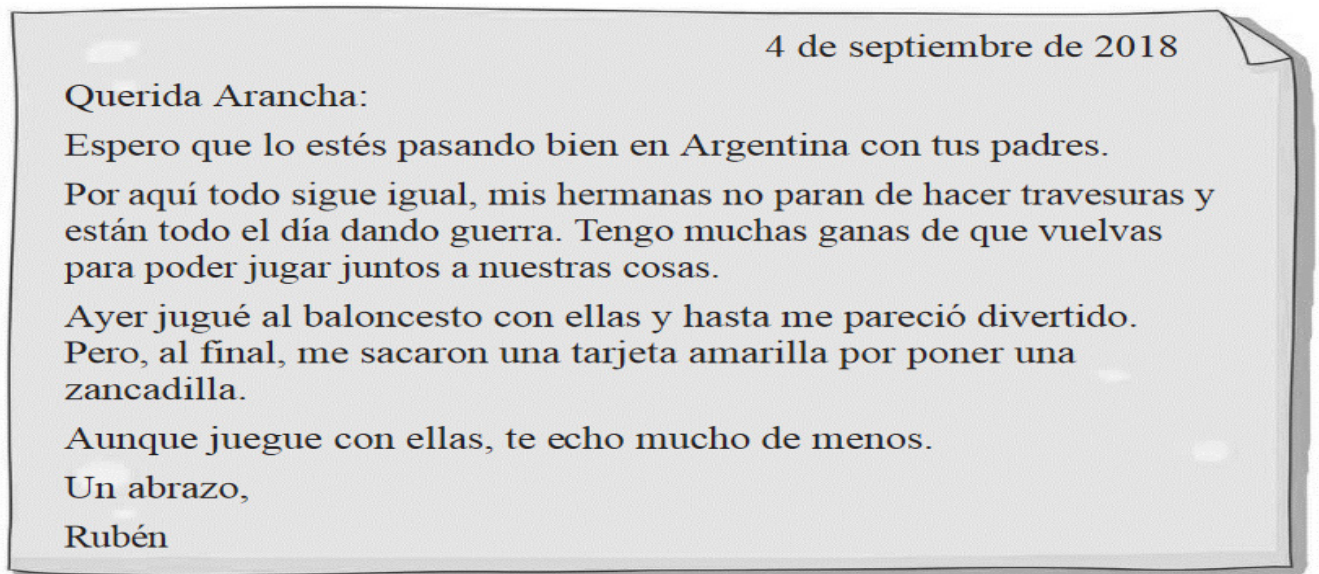 4 de septiembre de 2018
Querida Arancha:
Espero que lo estés pasando bien en Argentina con tus padres.
Por aquí todo sigue igual, mis hermanas no paran de hacer travesuras y
están todo el día dando guerra. Tengo muchas ganas de que vuelvas
para poder jugar juntos a nuestras cosas.
Ayer jugué al baloncesto con ellas y hasta me pareció divertido.
Pero, al final, me sacaron una tarjeta amarilla por poner una
zancadilla.
Aunque juegue con ellas, te echo mucho de menos.
Un abrazo,
Rubén